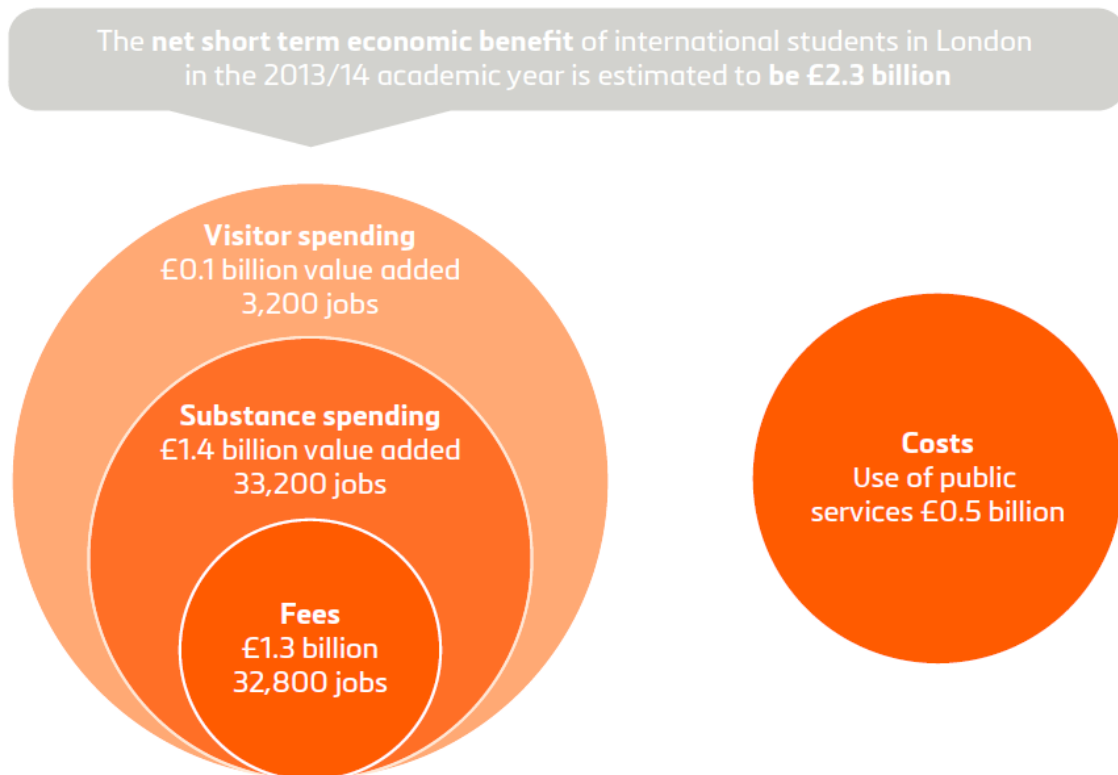 The net short term economic benefit of international students in London
in the 2013/14 academic year is estimated to be £2.3 billion
Visitor spending
£0.1 billion value added
3,200 jobs
Substance spending
£1.4 billion value added
33,200 jobs
Fees
£1.3 billion
32,800 jobs
Costs
Use of public
services £0.5 billion